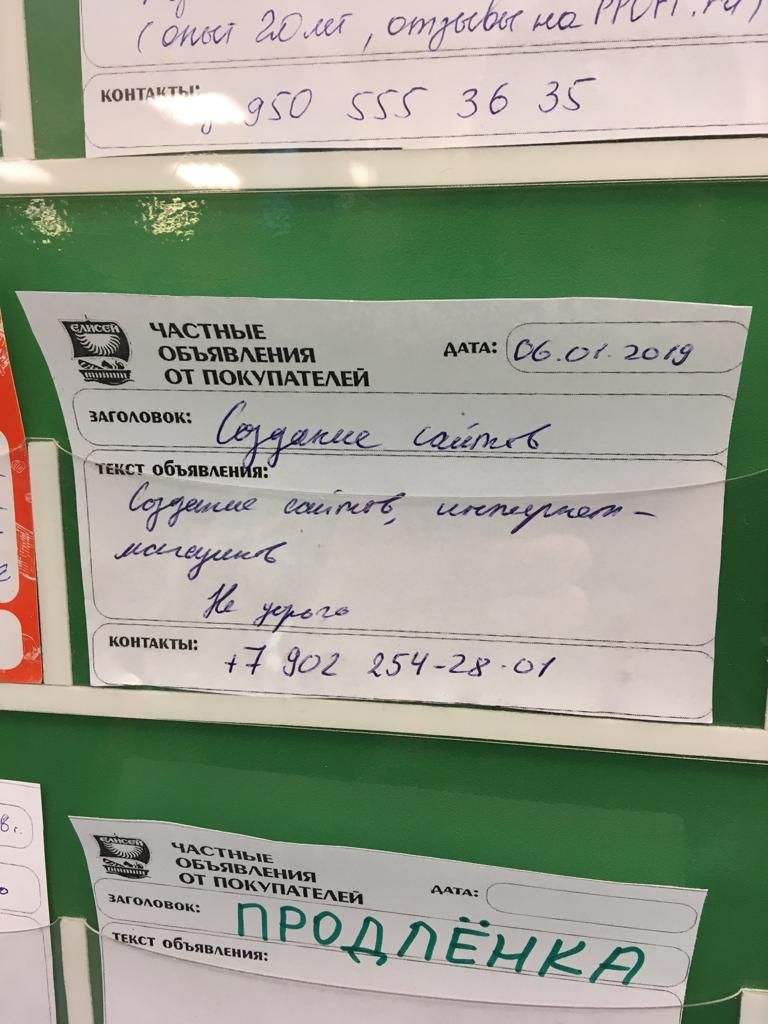 (опыт 20 лет, отзывы на PROFI.ru)
КОНТАКТЫ: 950 555 36 35
ЕЛИСЕЙ
ЧАСТНЫЕ
ОБЪЯВЛЕНИЯ
ОТ ПОКУПАТЕЛЕЙ
ДАТА: 06.01.2019
ЗАГОЛОВОК: Создание сайтов
ТЕКСТ ОБЪЯВЛЕНИЯ:
Создание сайтов, интернет-
магазинов
Не дорого
КОНТАКТЫ: +7 902 254-28-01
ЕЛИСЕЙ
ЧАСТНЫЕ
ОБЪЯВЛЕНИЯ
ОТ ПОКУПАТЕЛЕЙ
ДАТА:
ЗАГОЛОВОК: ПРОДЛЁНКА
ТЕКСТ ОБЪЯВЛЕНИЯ: